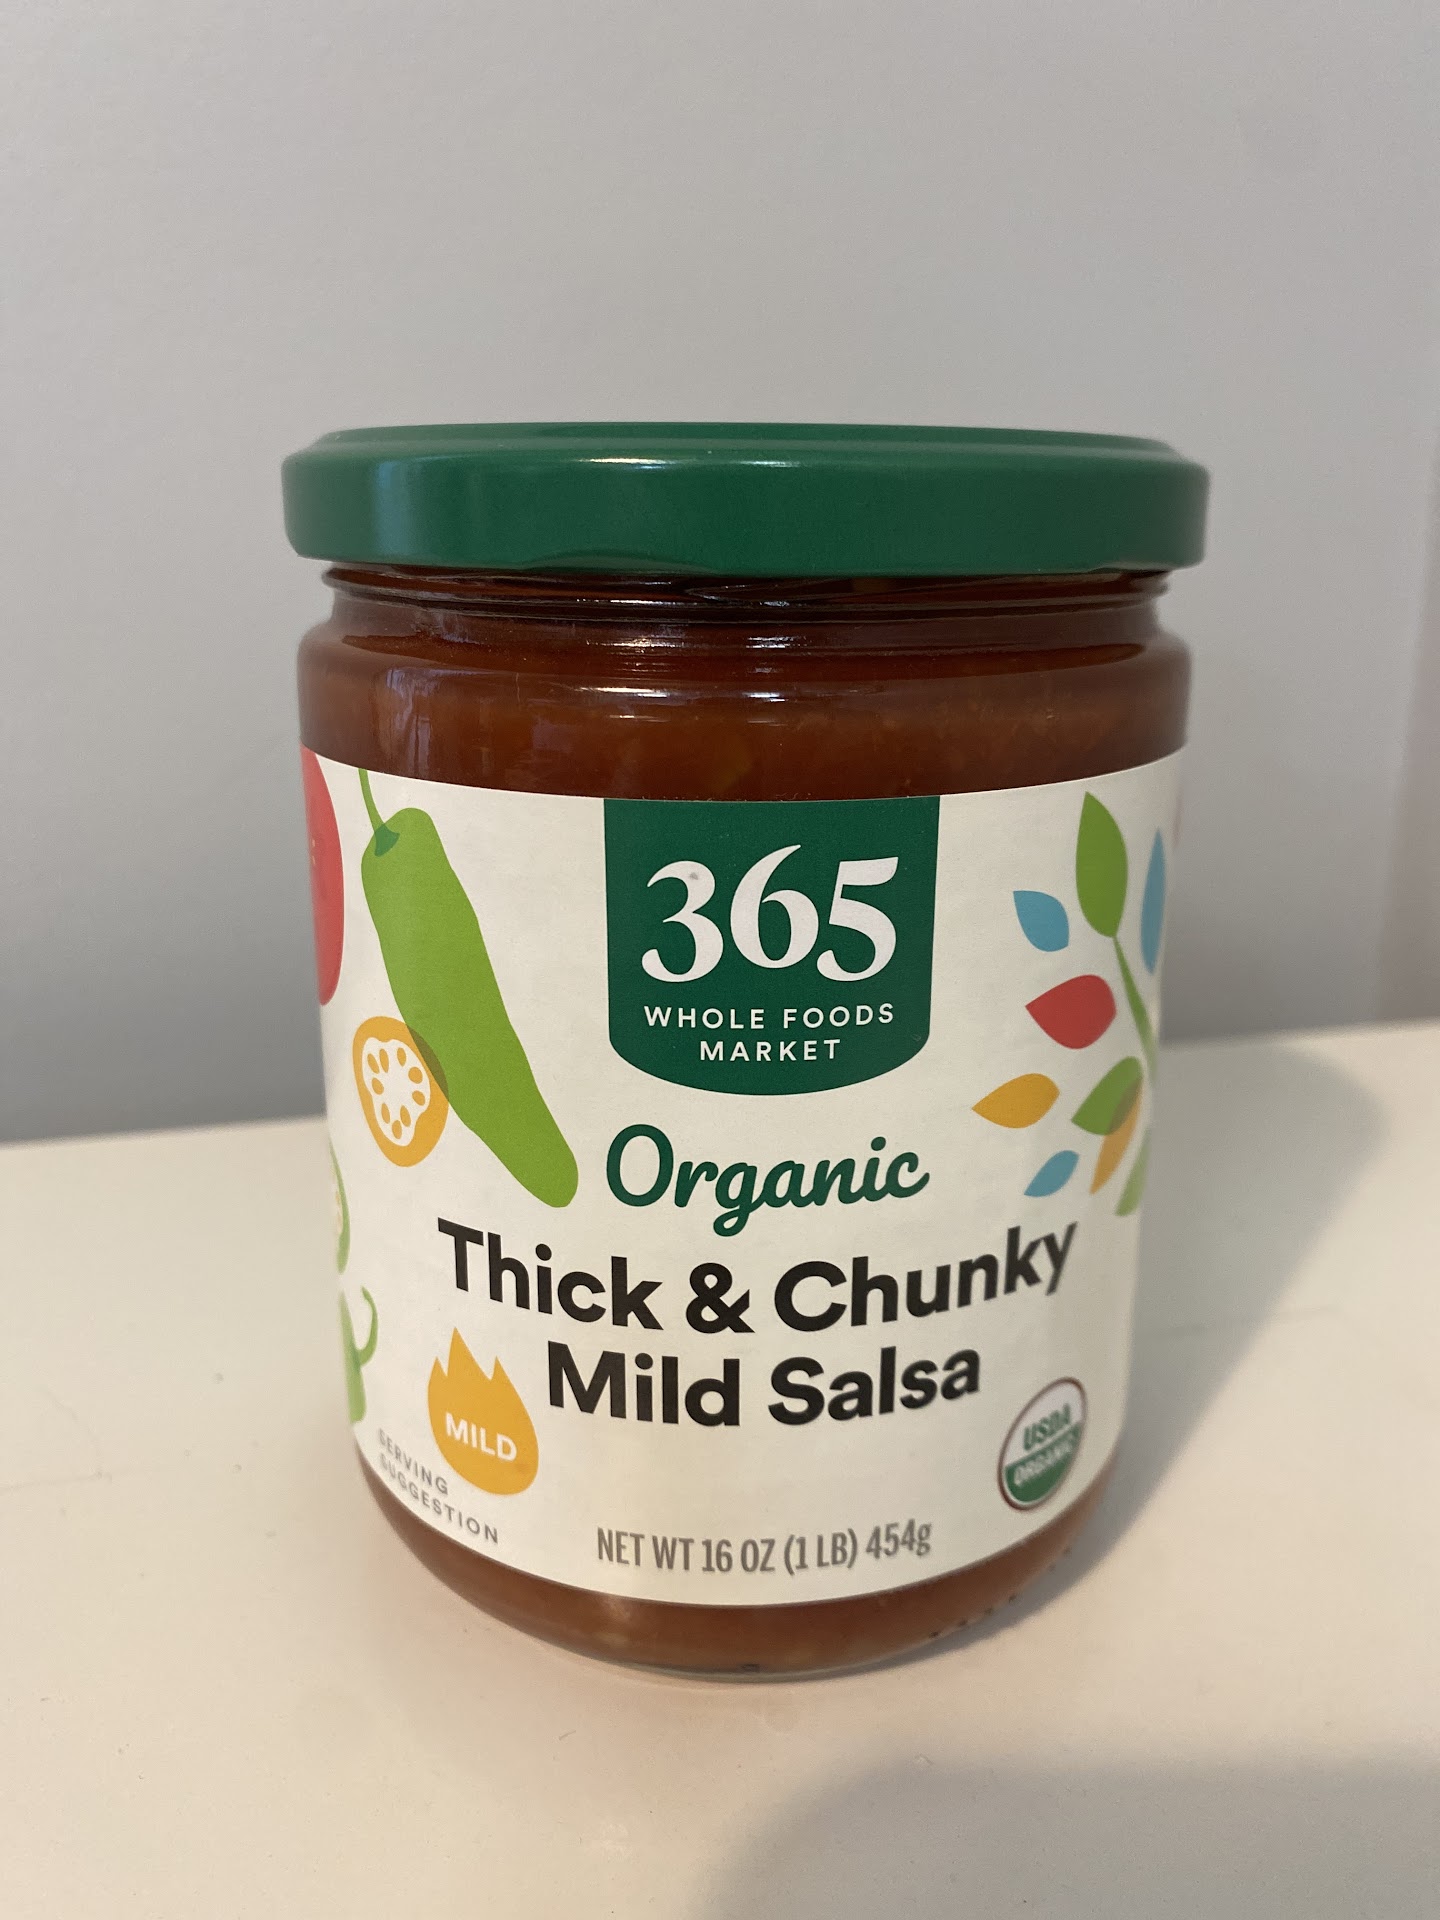 365
WHOLE FOODS
MARKET
Organic
Thick & Chunky
Mild Salsa
MILD
SERVING
SUGGESTION
USDA
ORGANIC
NET WT 16 OZ (1 LB) 454g